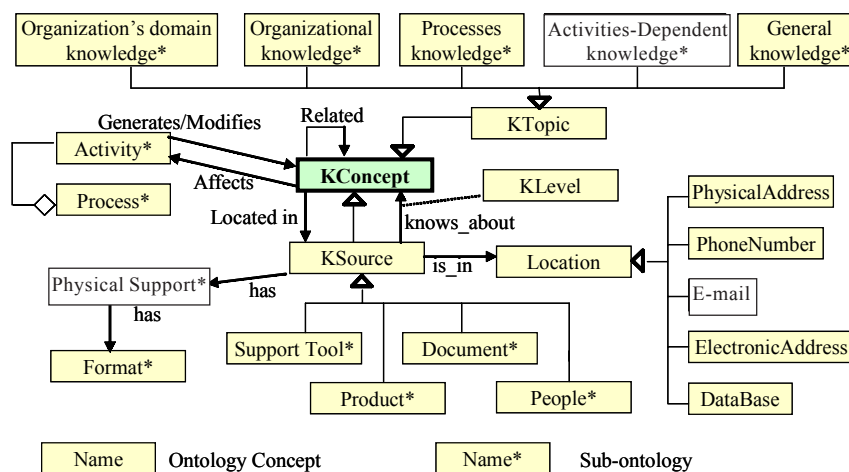 Organization's domain
knowledge*
Organizational
knowledge*
Processes
knowledge*
Activities-Dependent
knowledge*
General
knowledge*
Generates/Modifies
Related
KTopic
Activity*
KConcept
KLevel
Affects
Process*
Located in
knows_about
PhysicalAddress
PhoneNumber
KSource
is_in
Location
Physical Support*
has
has
E-mail
Support Tool*
Document*
ElectronicAddress
Format*
Product*
People*
DataBase
Name
Ontology Concept
Name*
Sub-ontology